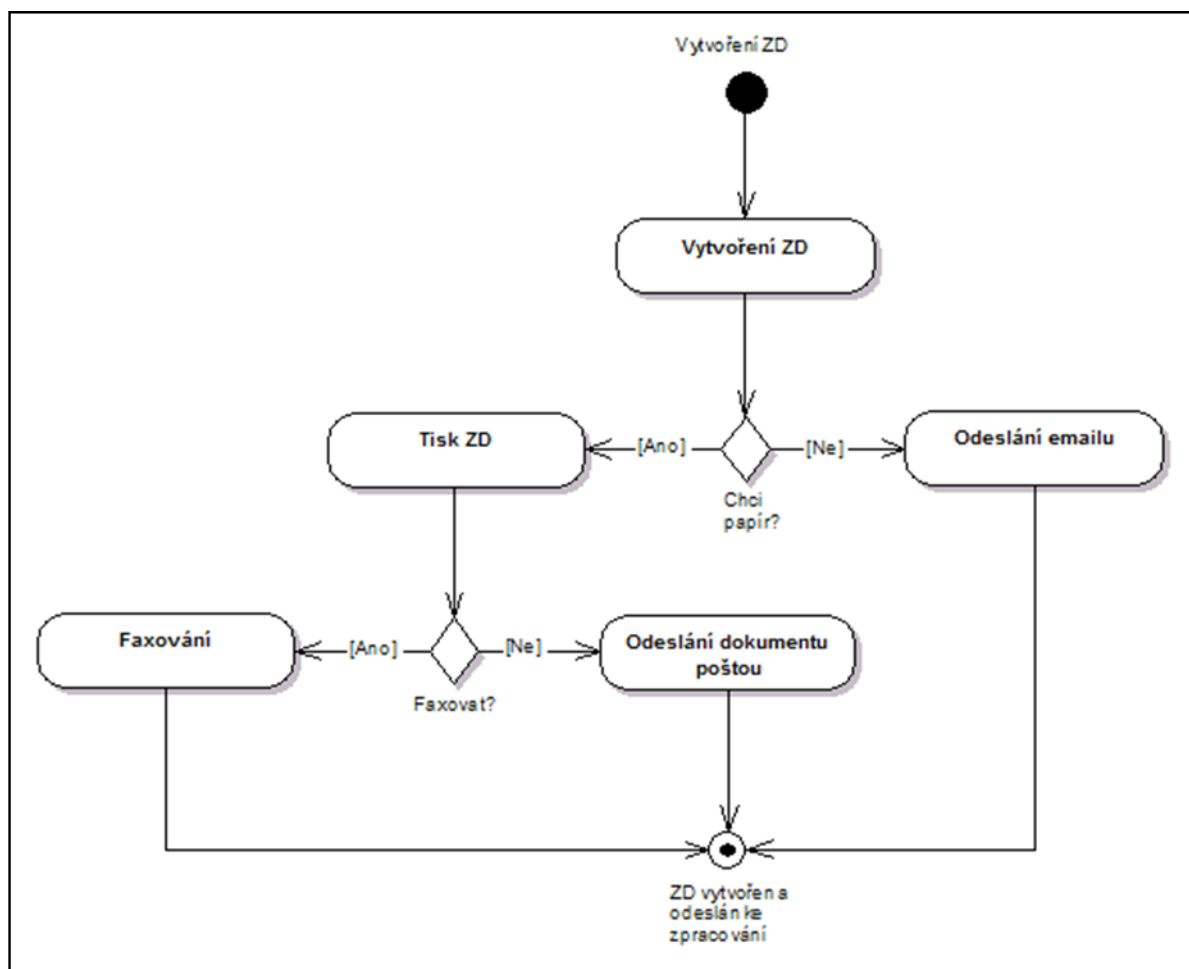 Vytvoření ZD
Vytvoření ZD
Tisk ZD
[Ano]
[Ne]
Odeslání emailu
Chci
papír?
Faxování
[Ano]
[Ne]
Odeslání dokumentu
poštou
Faxovat?
ZD vytvořen a
odeslán ke
zpracování